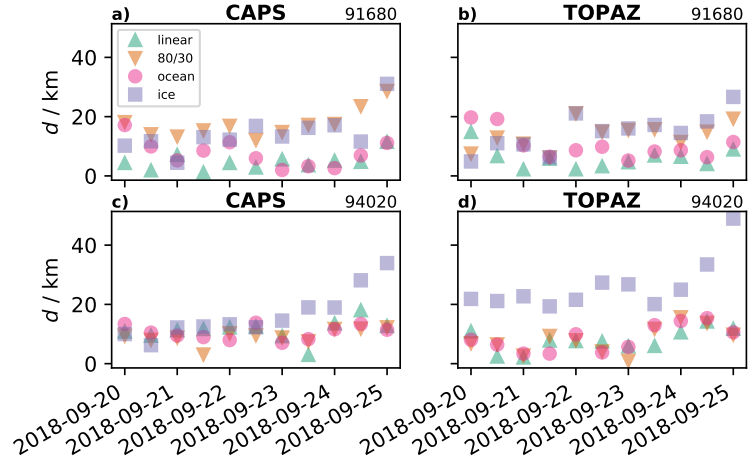 a) CAPS 91680
b) TOPAZ 91680
linear
80/30
ocean
ice
d / km
40
20
0
c) CAPS 94020
d) TOPAZ 94020
d / km
40
20
0
2018-09-20
2018-09-21
2018-09-22
2018-09-23
2018-09-24
2018-09-25
2018-09-20
2018-09-21
2018-09-22
2018-09-23
2018-09-24
2018-09-25